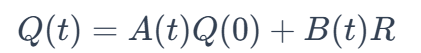 Q(t) = A(t)Q(0) + B(t)R